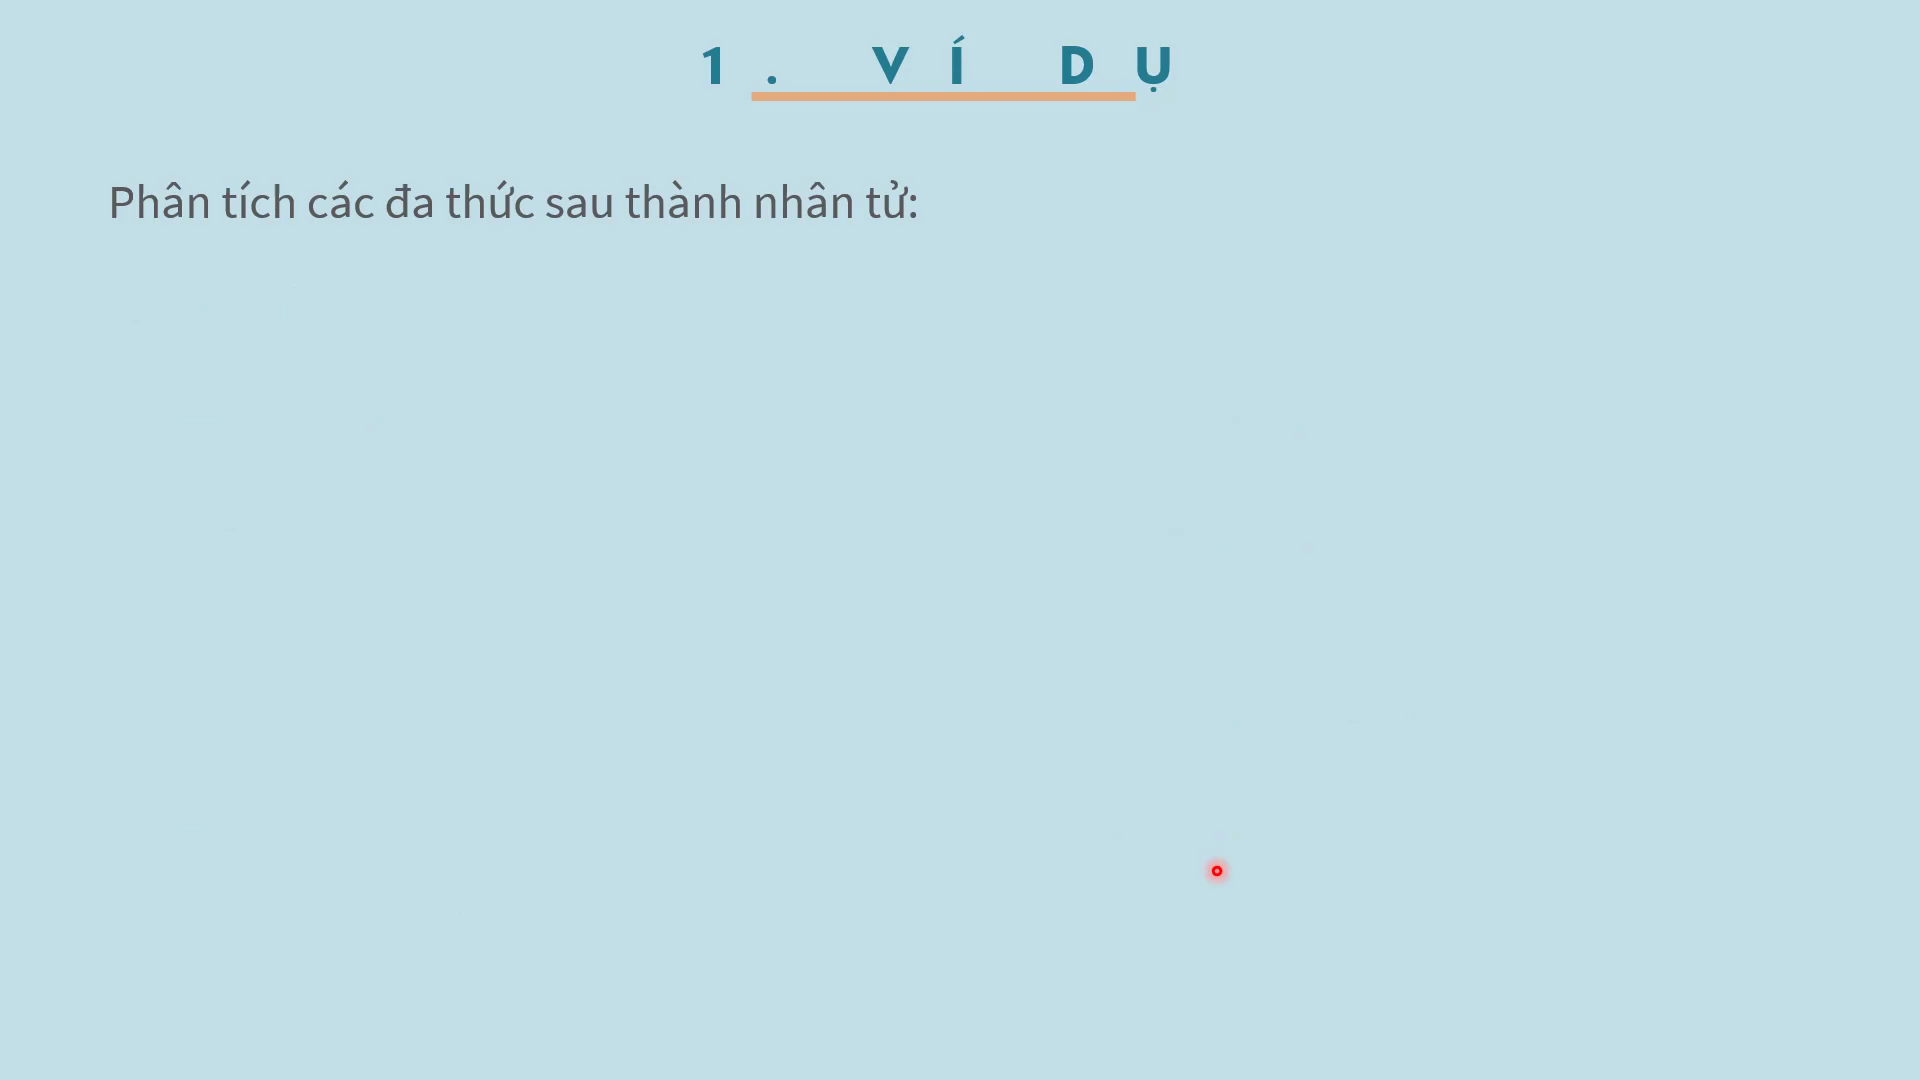 1. VÍ DỤ
Phân tích các đa thức sau thành nhân tử: